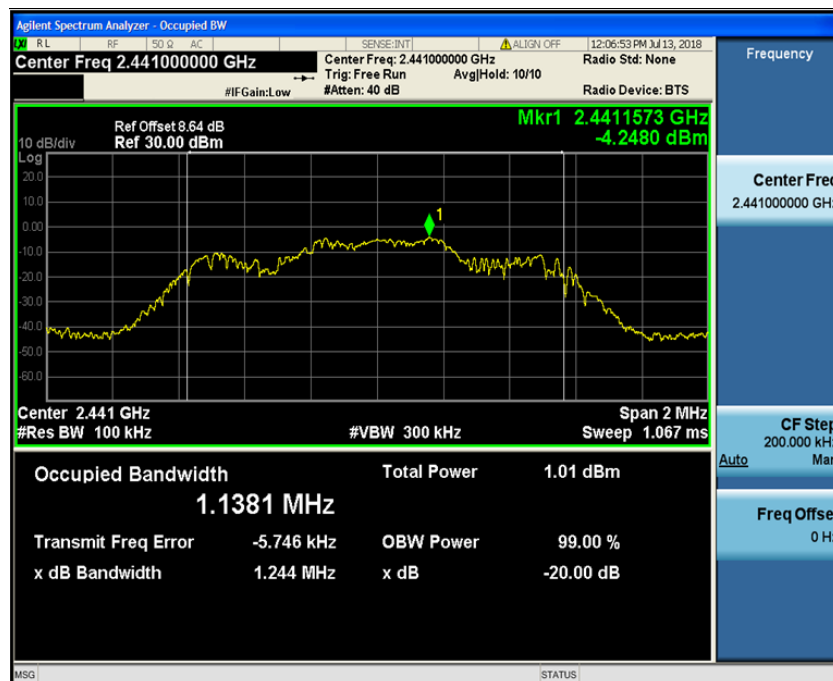 Agilent Spectrum Analyzer - Occupied BW
LXI RL RF 50 Ω AC SENSE:INT ALIGN OFF 12:06:53 PM Jul 13, 2018
Center Freq 2.441000000 GHz
Center Freq: 2.441000000 GHz
Radio Std: None
Trig: Free Run Avg|Hold: 10/10
#IFGain:Low #Atten: 40 dB Radio Device: BTS
Frequency
Mkr1 2.4411573 GHz
-4.2480 dBm
Ref Offset 8.64 dB
10 dB/div Ref 30.00 dBm
Log
20.0
10.0
0.00
-10.0
-20.0
-30.0
-40.0
-50.0
-60.0
1
Center Freq
2.441000000 GHz
Center 2.441 GHz Span 2 MHz
#Res BW 100 kHz #VBW 300 kHz Sweep 1.067 ms
CF Step
200.000 kHz
Auto Man
Occupied Bandwidth Total Power 1.01 dBm
1.1381 MHz
Transmit Freq Error -5.746 kHz OBW Power 99.00 %
x dB Bandwidth 1.244 MHz x dB -20.00 dB
Freq Offset
0 Hz
MSG STATUS